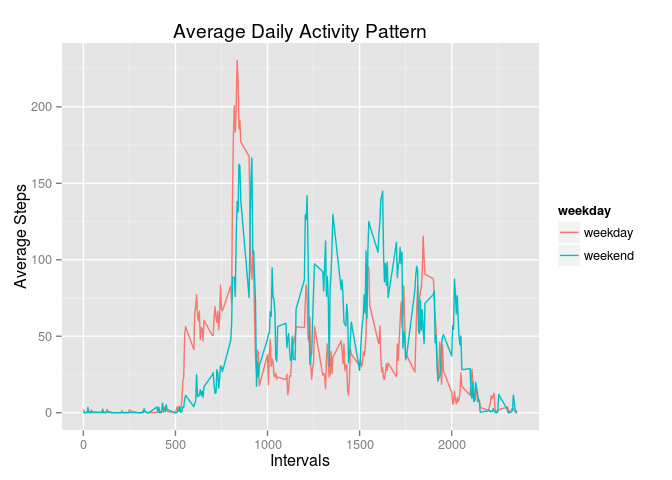 Average Daily Activity Pattern
Average Steps
200
150
100
50
0
0 500 1000 1500 2000
Intervals
weekday
weekday
weekend